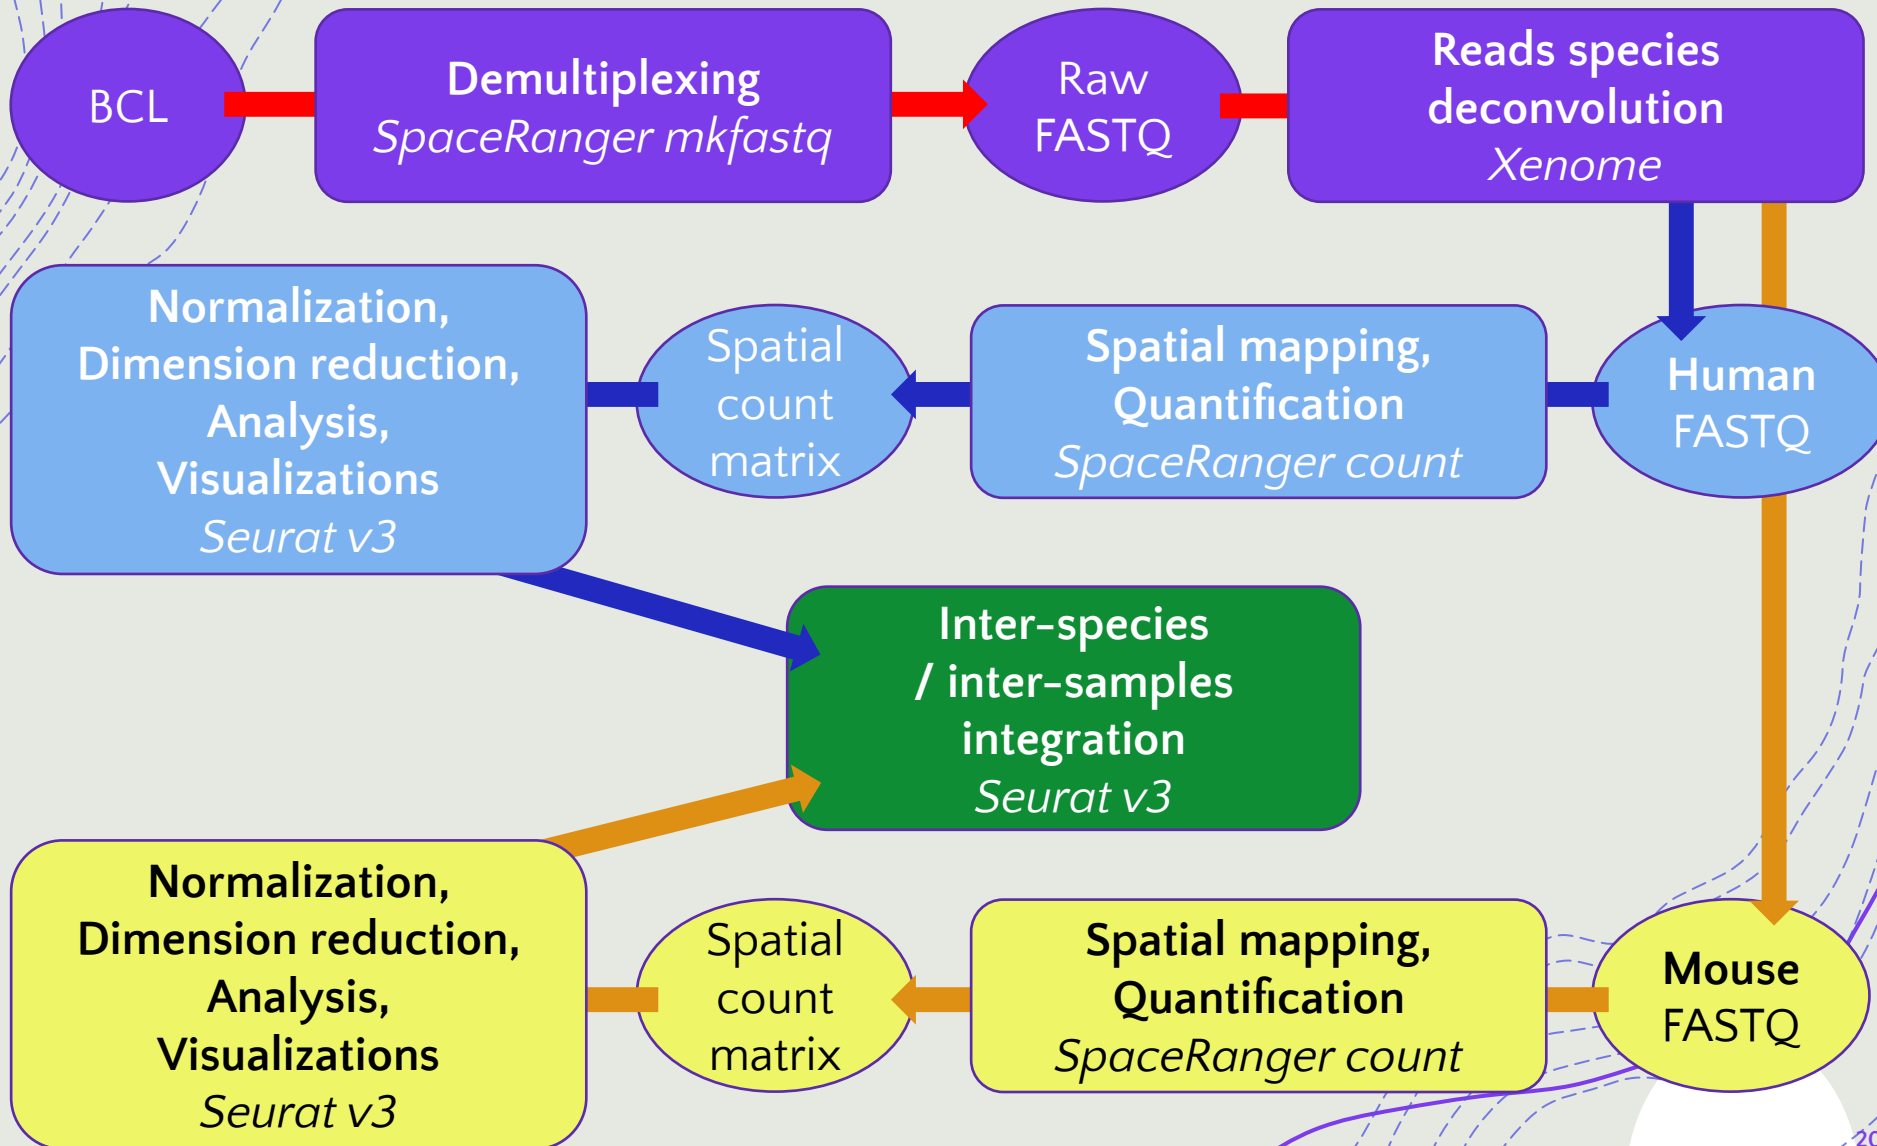 BCL
Demultiplexing
SpaceRanger mkfastq
Raw
FASTQ
Reads species
deconvolution
Xenome
Normalization,
Dimension reduction,
Analysis,
Visualizations
Seurat v3
Spatial
count
matrix
Spatial mapping,
Quantification
SpaceRanger count
Human
FASTQ
Inter-species
/ inter-samples
integration
Seurat v3
Normalization,
Dimension reduction,
Analysis,
Visualizations
Seurat v3
Spatial
count
matrix
Spatial mapping,
Quantification
SpaceRanger count
Mouse
FASTQ
20